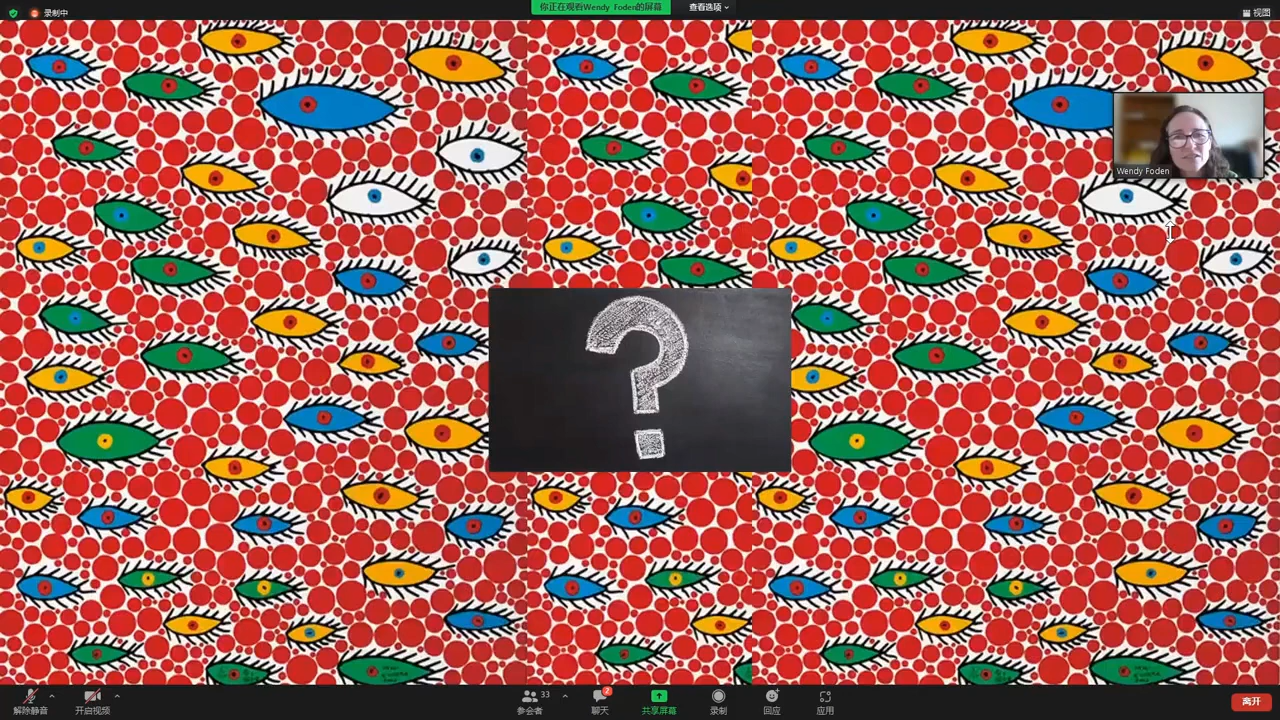 录制中
你正在观看Wendy Foden的屏幕
查看选项
视图
Wendy Foden
?
解除静音
开启视频
33
参会者
2
聊天
共享屏幕
录制
回应
应用
离开